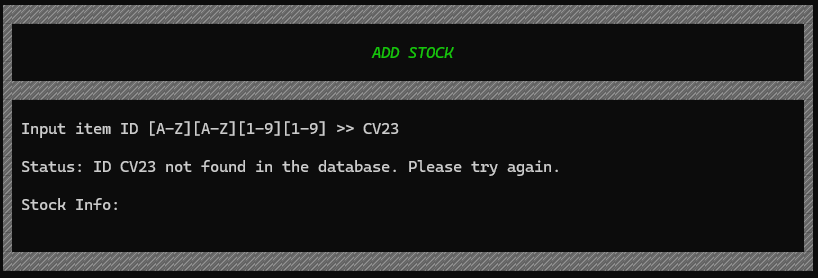 ADD STOCK
Input item ID [A-Z][A-Z][1-9][1-9] >> CV23
Status: ID CV23 not found in the database. Please try again.
Stock Info: